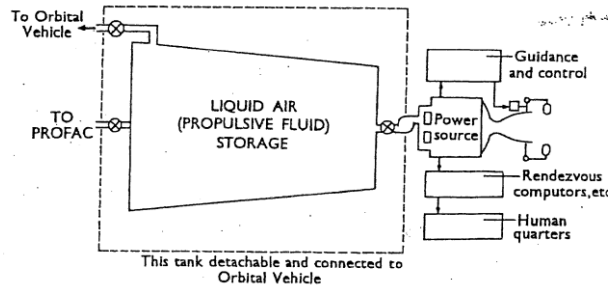 To Orbital
Vehicle
TO
PROFAC
LIQUID AIR
(PROPULSIVE FLUID)
STORAGE
Guidance
and control
Power
source
Rendezvous
computors,etc
Human
quarters
This tank detachable and connected to
Orbital Vehicle